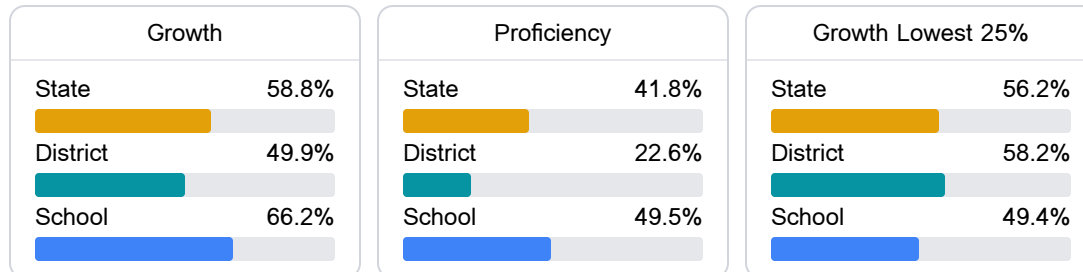 Growth
State 58.8%
District 49.9%
School 66.2%
Proficiency
State 41.8%
District 22.6%
School 49.5%
Growth Lowest 25%
State 56.2%
District 58.2%
School 49.4%